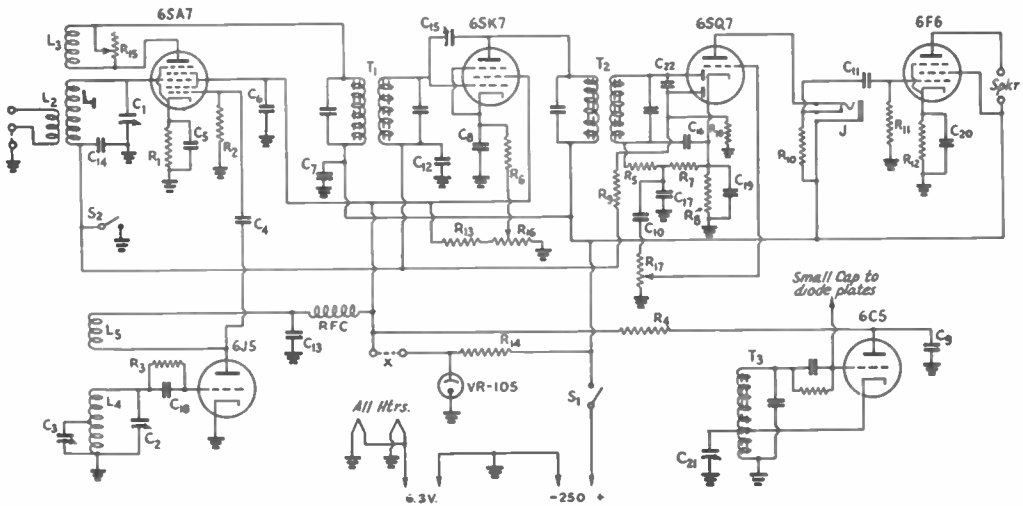 6SA7
6SK7
6SQ7
6F6
L3
R15
C15
T1
T2
C22
C11
Spkr
L2
L1
C1
C5
R1
R2
C6
C14
C7
C12
C8
R6
C16
R18
R10
J
R11
R12
C20
S2
C4
R13
R16
R9
R5
R7
C17
C10
R8
C19
R17
Small Cap to
diode plates
L5
6J5
C13
RFC
X
R14
R4
6C5
C9
R3
L4
C18
C3
C2
VR-105
S1
T3
All Htrs.
C21
6.3V.
-250 +